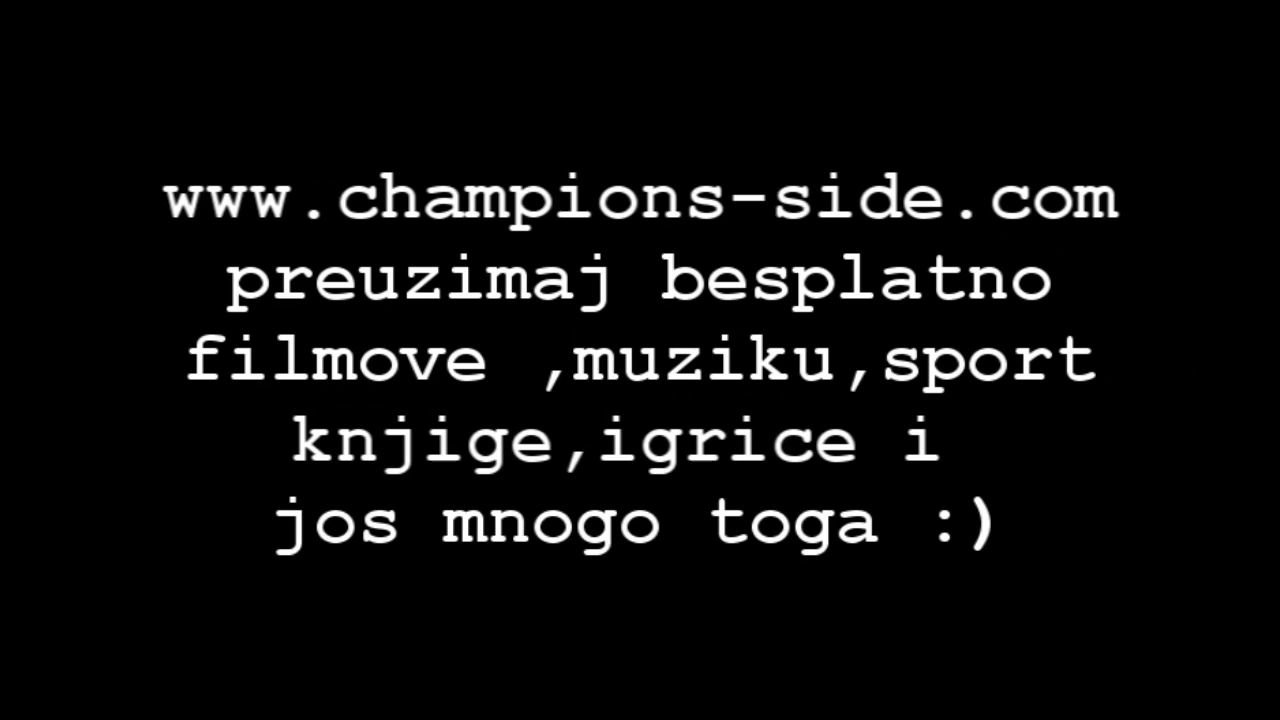 www.champions-side.com
preuzimaj besplatno
filmove ,muziku,sport
knjige,igrice i
jos mnogo toga :)